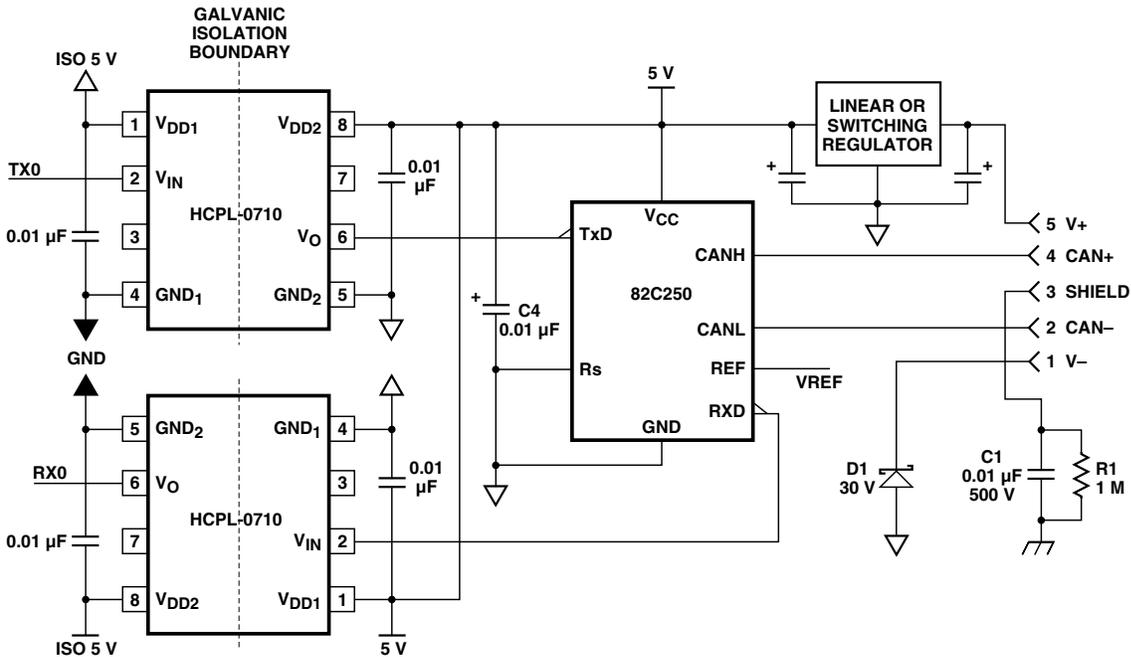 GALVANIC
ISOLATION
BOUNDARY
ISO 5 V
1 VDD1
VDD2 8
TX0
2 VIN
7
HCPL-0710
0.01 µF
3
VO 6
4 GND1
GND2 5
GND
0.01
µF
5 V
LINEAR OR
SWITCHING
REGULATOR
+
+
+
C4
0.01 µF
VCC
TxD
CANH
82C250
CANL
Rs
REF
VREF
RXD
GND
5 V+
4 CAN+
3 SHIELD
2 CAN–
1 V–
5 GND2
GND1 4
RX0
6 VO
3
HCPL-0710
0.01 µF
7
VIN 2
8 VDD2
VDD1 1
ISO 5 V
0.01
µF
5 V
D1
30 V
C1
0.01 µF
500 V
R1
1 M